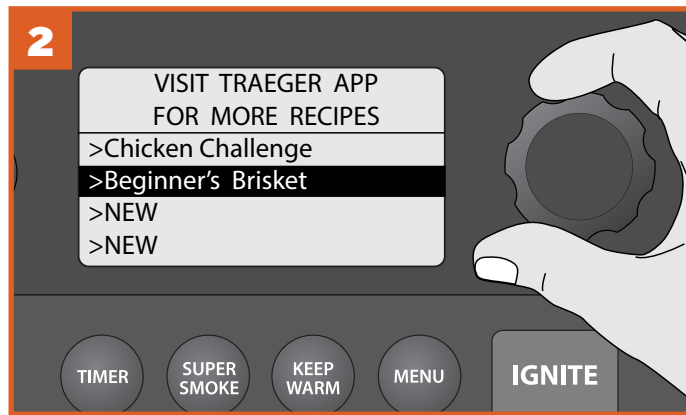 2
VISIT TRAEGER APP
FOR MORE RECIPES
>Chicken Challenge
>Beginner's Brisket
>NEW
>NEW
TIMER
SUPER
SMOKE
KEEP
WARM
MENU
IGNITE